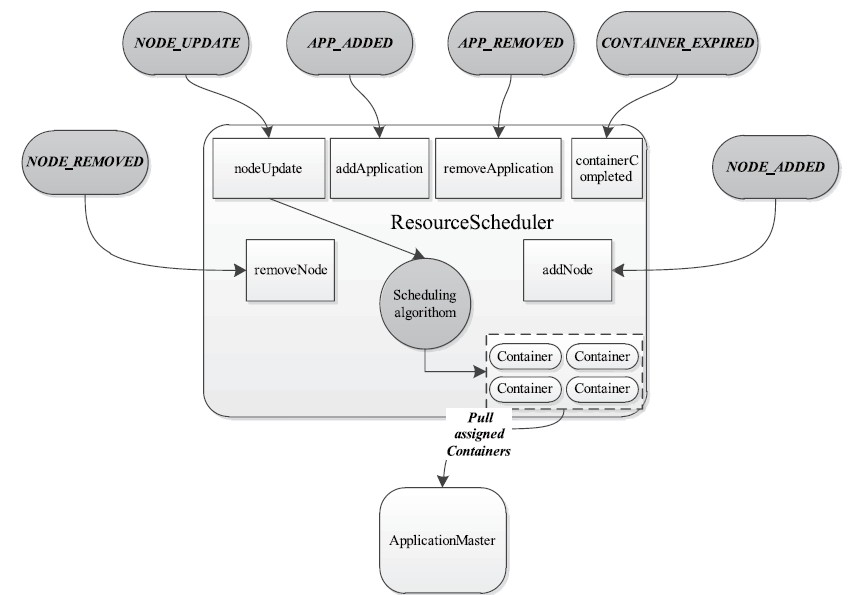 NODE_UPDATE
APP_ADDED
APP_REMOVED
CONTAINER_EXPIRED
NODE_REMOVED
NODE_ADDED
nodeUpdate
addApplication
removeApplication
containerC
ompleted
ResourceScheduler
removeNode
Scheduling
algorithom
addNode
Container
Container
Container
Container
Pull
assigned
Containers
ApplicationMaster